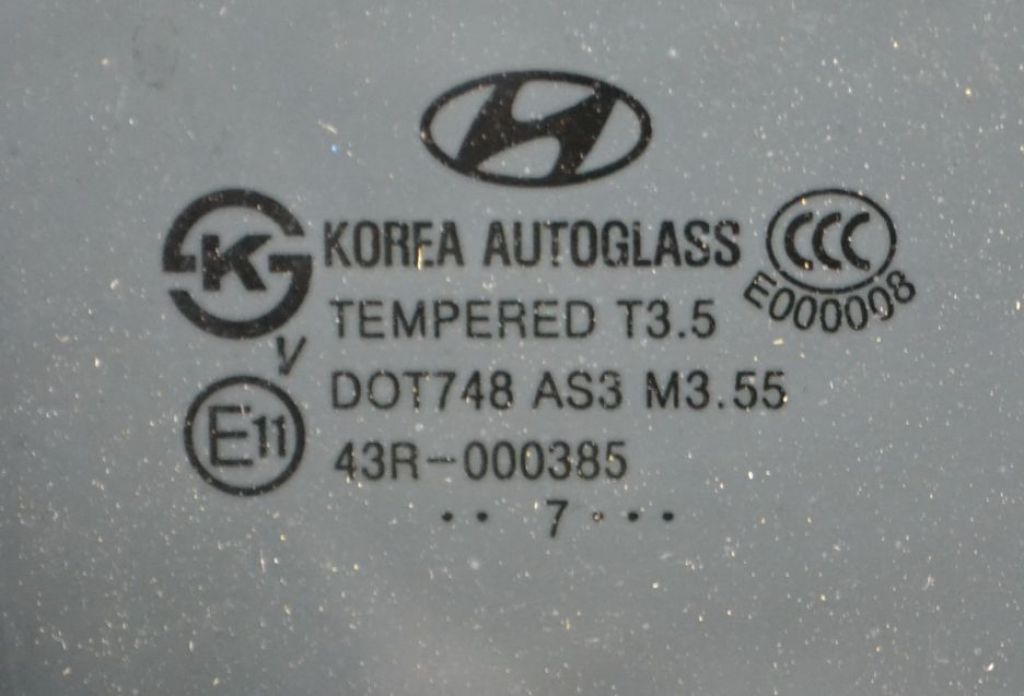 KOREA AUTOGLASS
K
CCC
E000008
TEMPERED T3.5
V
DOT748 AS3 M3.55
E11
43R-000385
•• 7 •••